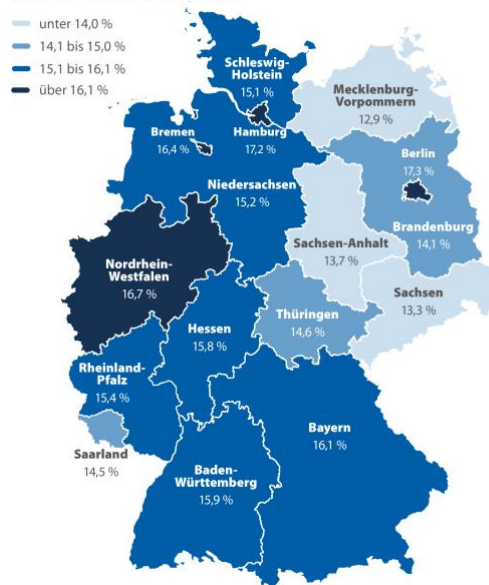 unter 14,0 %
14,1 bis 15,0 %
15,1 bis 16,1 %
über 16,1 %
Schleswig-
Holstein
15,1 %
Mecklenburg-
Vorpommern
12,9 %
Bremen
16,4 %
Hamburg
17,2 %
Berlin
17,3 %
Niedersachsen
15,2 %
Brandenburg
14,1 %
Sachsen-Anhalt
13,7 %
Nordrhein-
Westfalen
16,7 %
Sachsen
13,3 %
Thüringen
14,6 %
Hessen
15,8 %
Rheinland-
Pfalz
15,4 %
Saarland
14,5 %
Bayern
16,1 %
Baden-
Württemberg
15,9 %